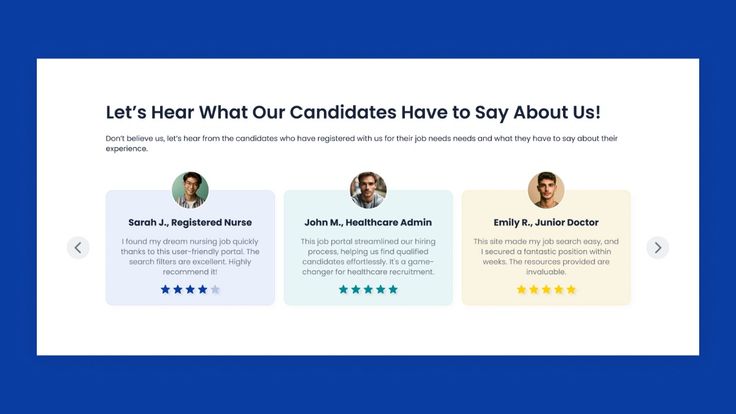 Let's Hear What Our Candidates Have to Say About Us!
Don't believe us, let's hear from the candidates who have registered with us for their job needs needs and what they have to say about their
experience.
Sarah J., Registered Nurse
I found my dream nursing job quickly
thanks to this user-friendly portal. The
search filters are excellent. Highly
recommend it!
John M., Healthcare Admin
This job portal streamlined our hiring
process, helping us find qualified
candidates effortlessly. It's a game-
changer for healthcare recruitment.
Emily R., Junior Doctor
This site made my job search easy, and
I secured a fantastic position within
weeks. The resources provided are
invaluable.